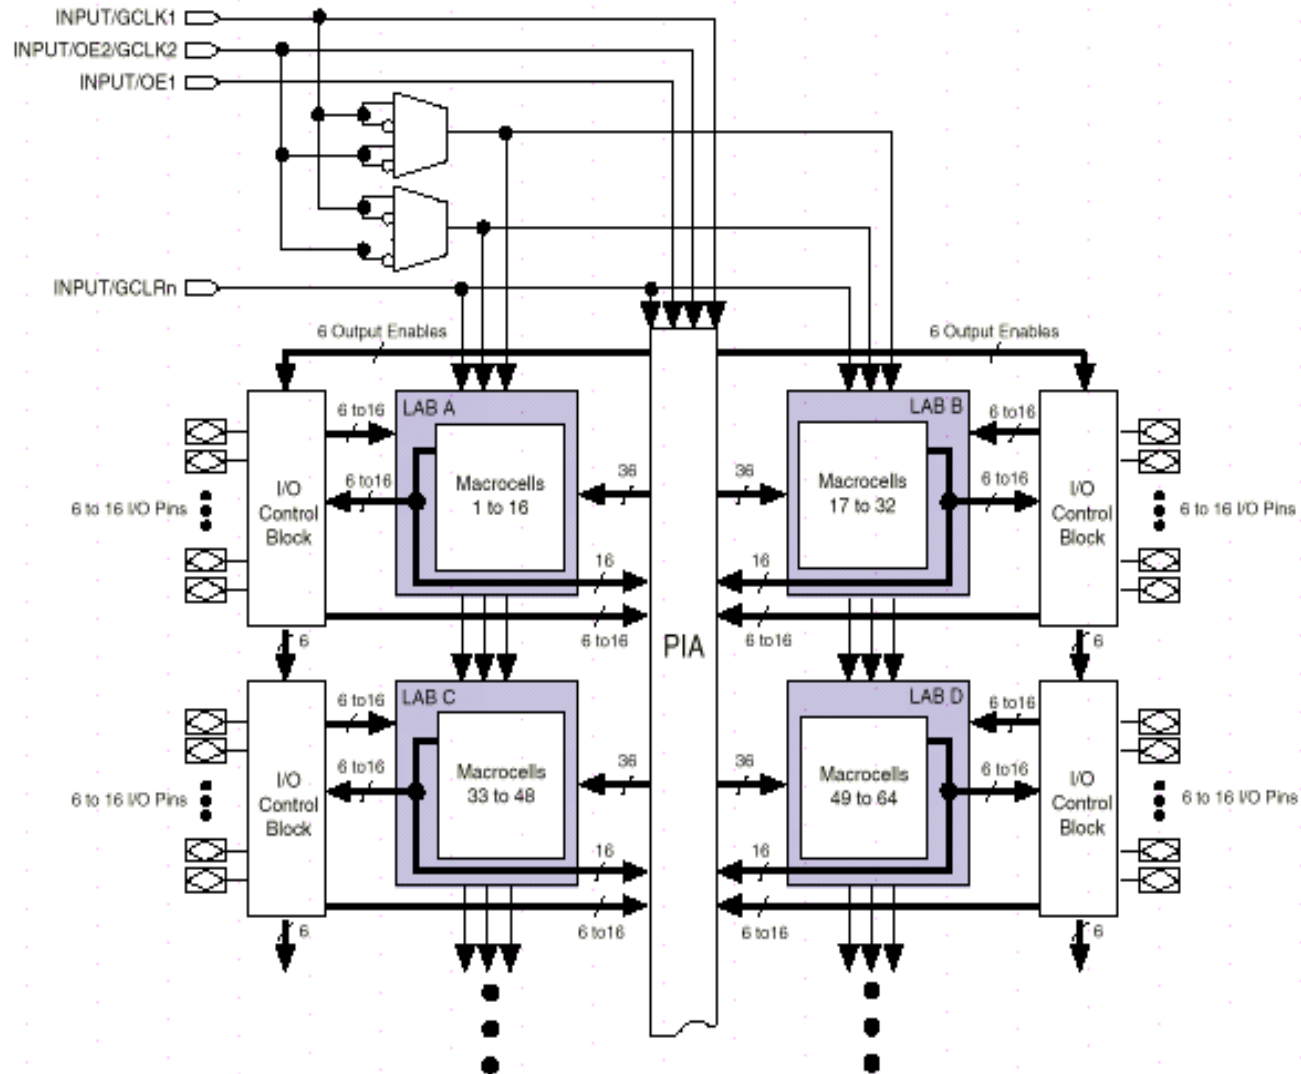 INPUT/GCLK1
INPUT/OE2/GCLK2
INPUT/OE1
INPUT/GCLRn
6 Output Enables
6 Output Enables
LAB A
6 to16
6 to16
I/O
Control
Block
6 to 16 I/O Pins
Macrocells
1 to 16
36
16
6 to16
6
LAB B
6 to16
6 to16
I/O
Control
Block
6 to 16 I/O Pins
Macrocells
17 to 32
36
16
6 to16
6
PIA
LAB C
6 to16
6 to16
I/O
Control
Block
6 to 16 I/O Pins
Macrocells
33 to 48
36
16
6 to16
6
LAB D
6 to16
6 to16
I/O
Control
Block
6 to 16 I/O Pins
Macrocells
49 to 64
36
16
6 to16
6